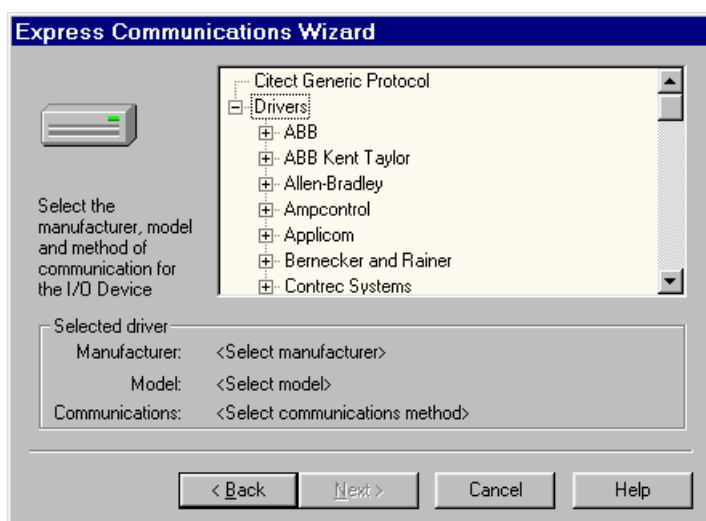 Express Communications Wizard
Citect Generic Protocol
Drivers
ABB
ABB Kent Taylor
Allen-Bradley
Ampcontrol
Applicom
Bernecker and Rainer
Contrec Systems
Select the
manufacturer, model
and method of
communication for
the I/O Device
Selected driver
Manufacturer: <Select manufacturer>
Model: <Select model>
Communications: <Select communications method>
< Back Next > Cancel Help